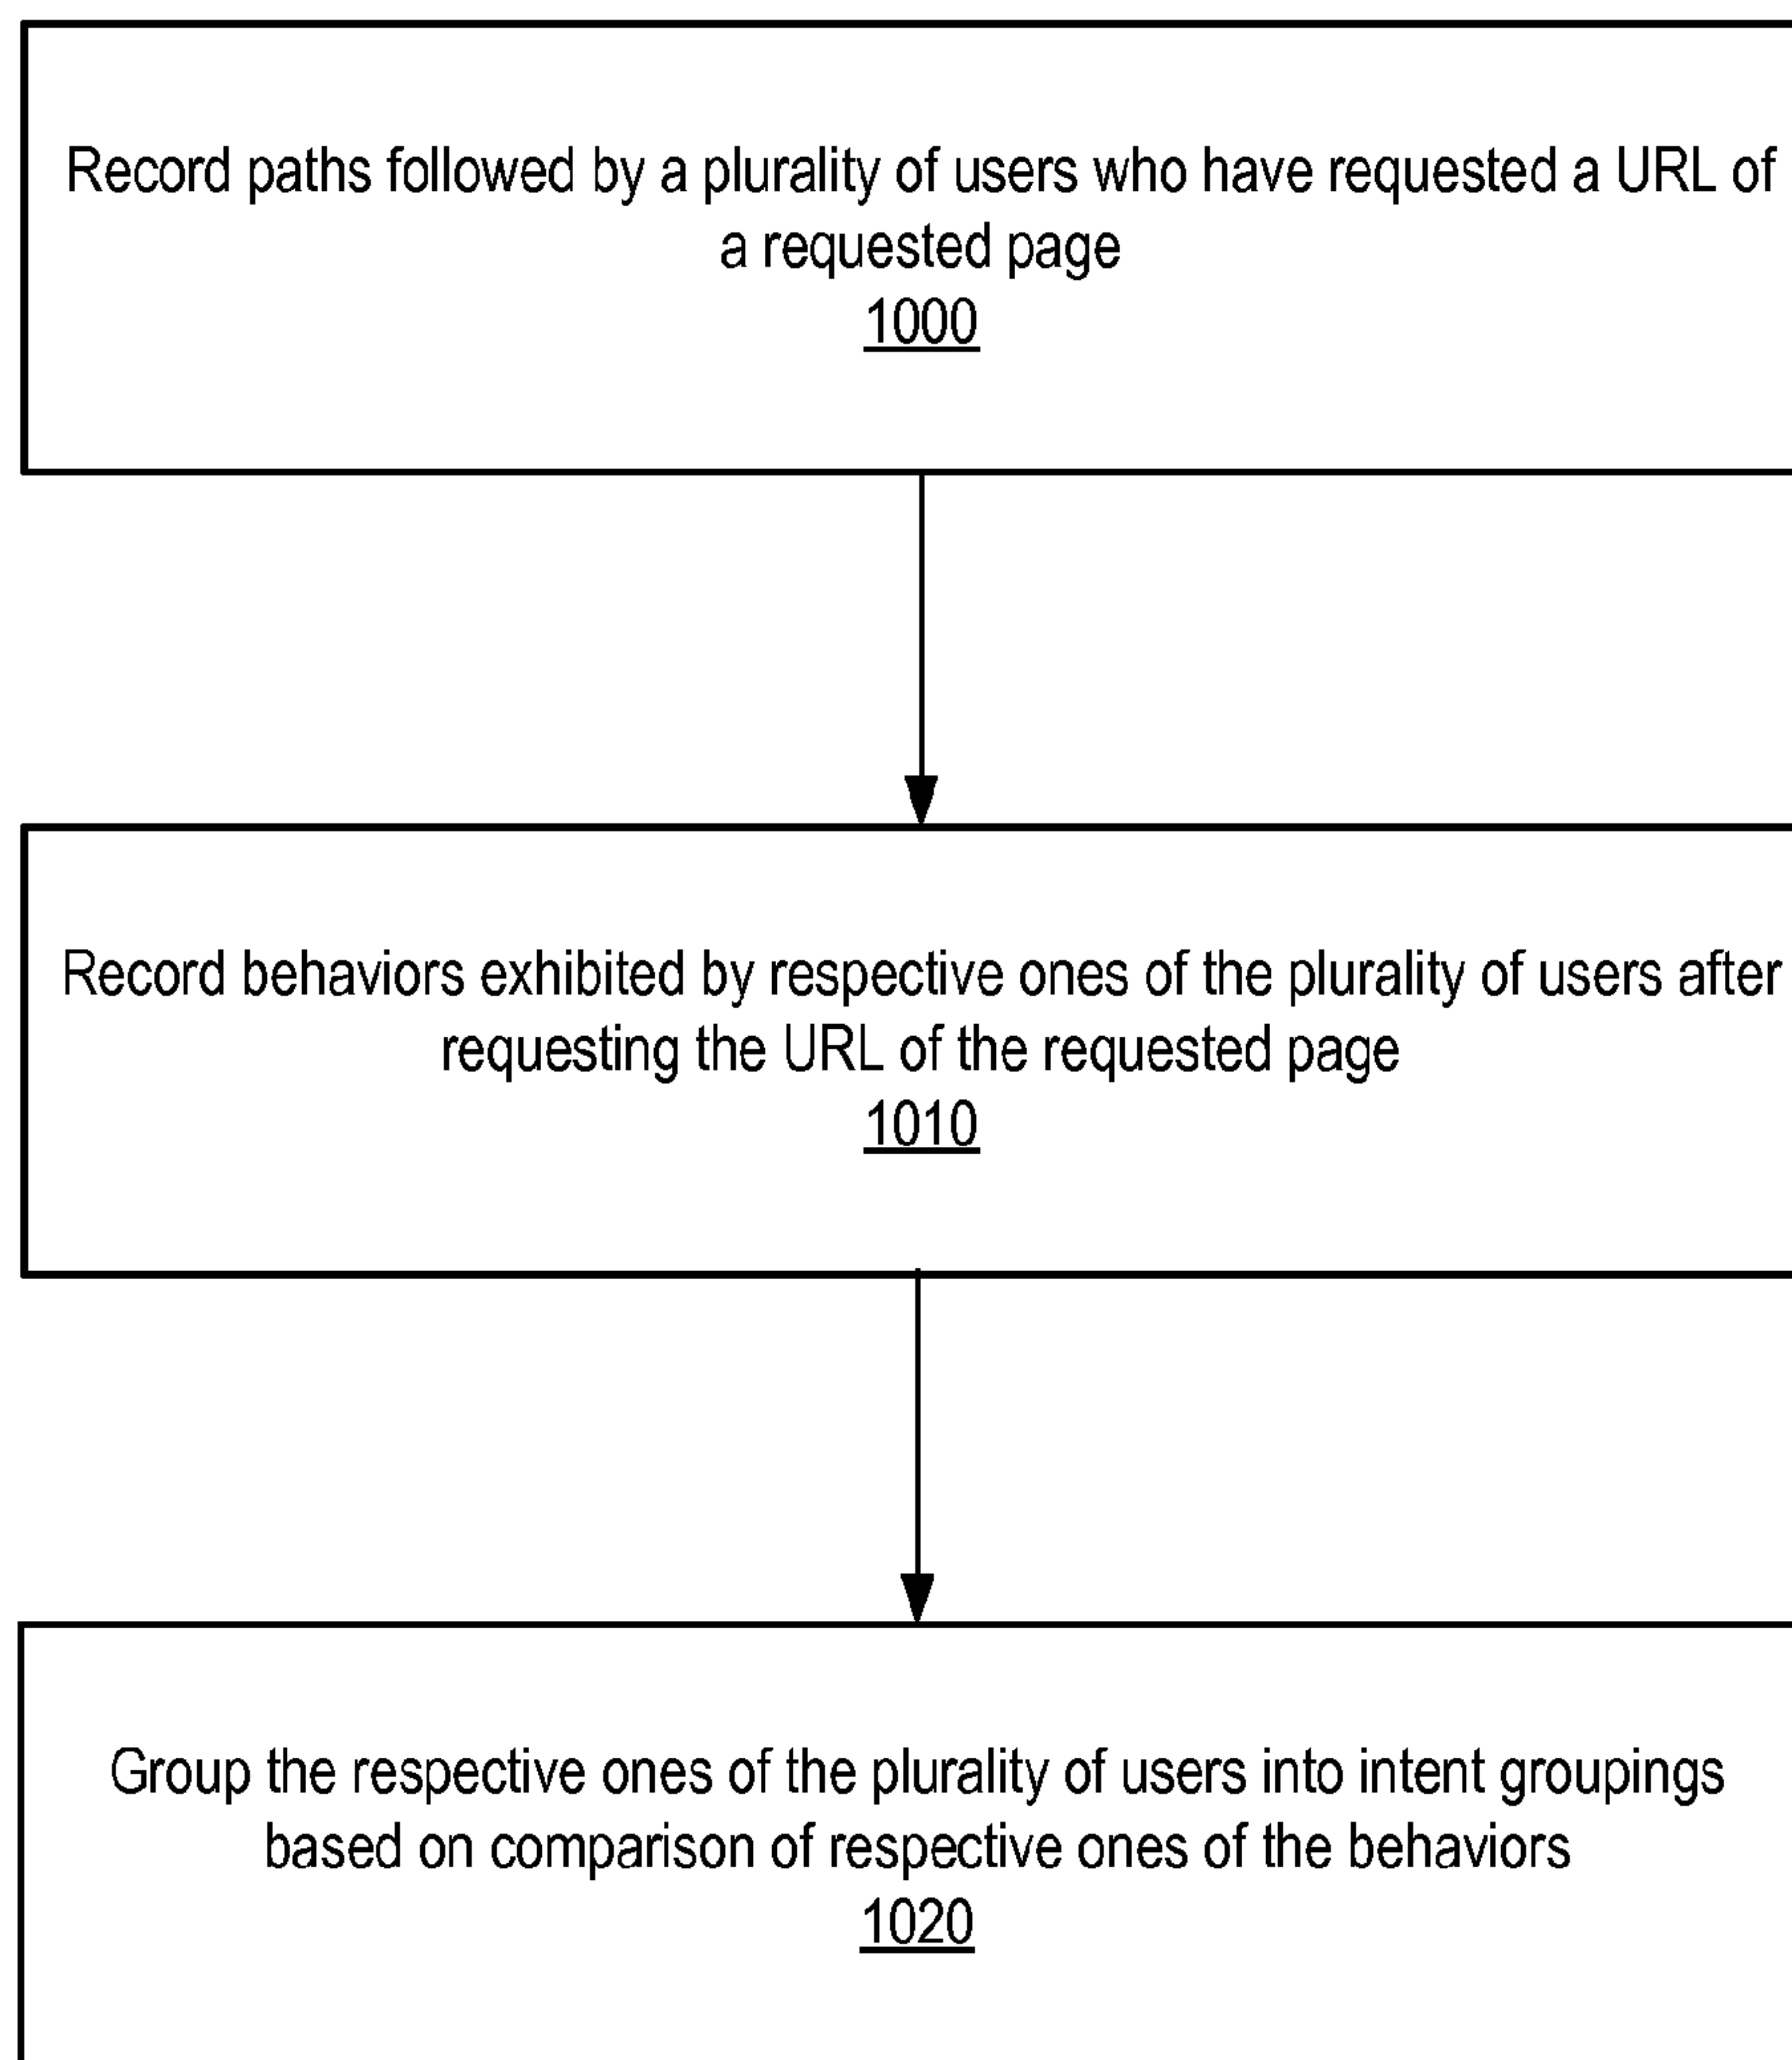 Record paths followed by a plurality of users who have requested a URL of
a requested page
1000
Record behaviors exhibited by respective ones of the plurality of users after
requesting the URL of the requested page
1010
Group the respective ones of the plurality of users into intent groupings
based on comparison of respective ones of the behaviors
1020